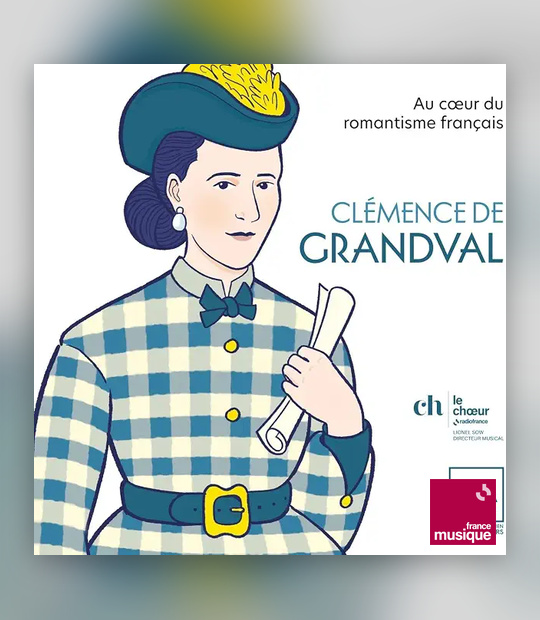 Au cœur du
romantisme français
CLÉMENCE DE
GRANDVAL
ch
le
chœur
radiofrance
LIONEL SOW
DIRECTEUR MUSICAL
france
musique